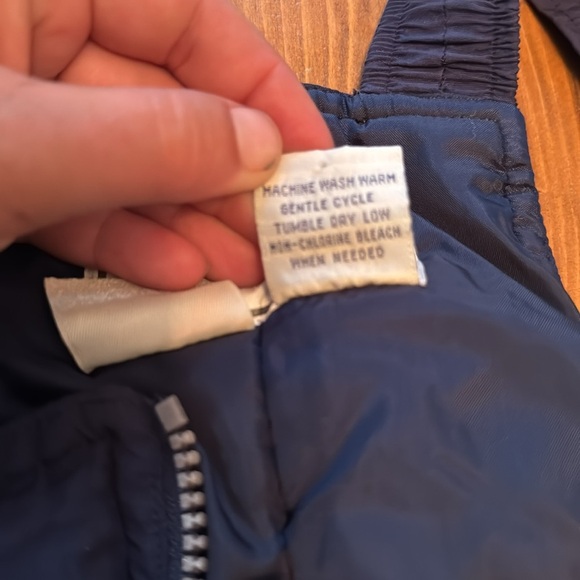 MACHINE WASH WARM
GENTLE CYCLE
TUMBLE DRY LOW
NON-CHLORINE BLEACH
WHEN NEEDED